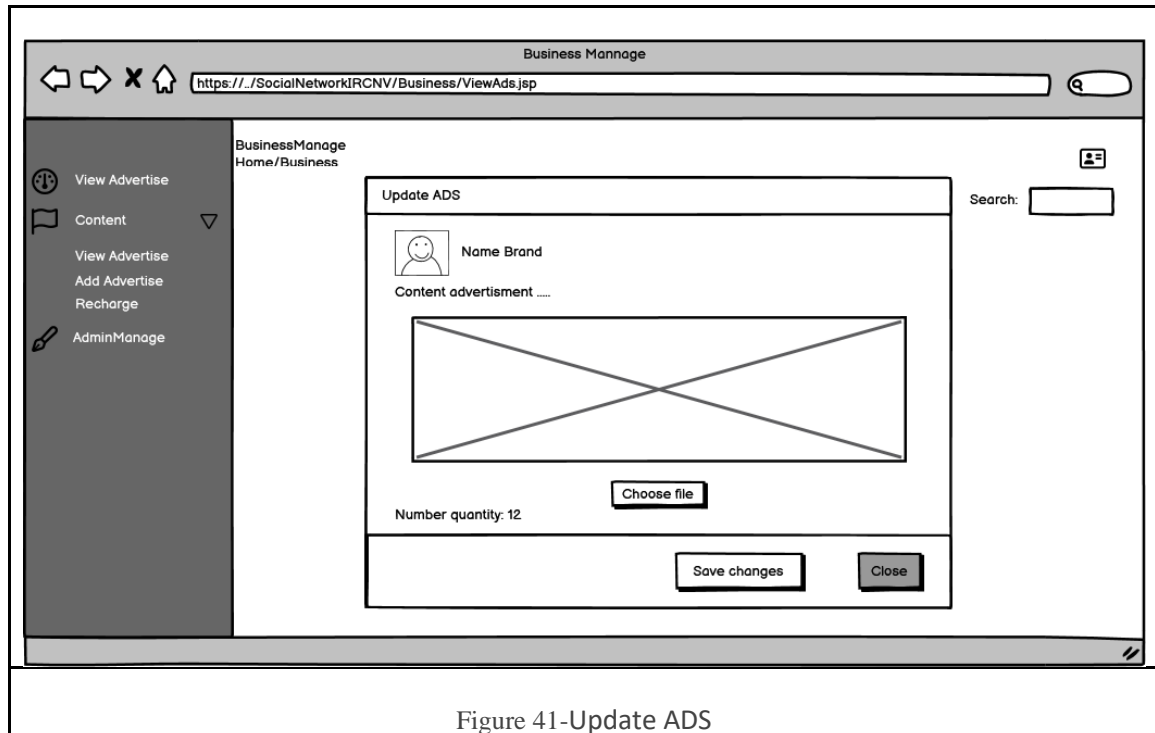 Business Mannage
https://../SocialNetworkIRCNV/Business/ViewAds.jsp
BusinessManage
Home/Business
View Advertise
Content
View Advertise
Add Advertise
Recharge
AdminManage
Search:
Update ADS
Name Brand
Content advertisment .....
Choose file
Number quantity: 12
Save changes
Close
Figure 41-Update ADS